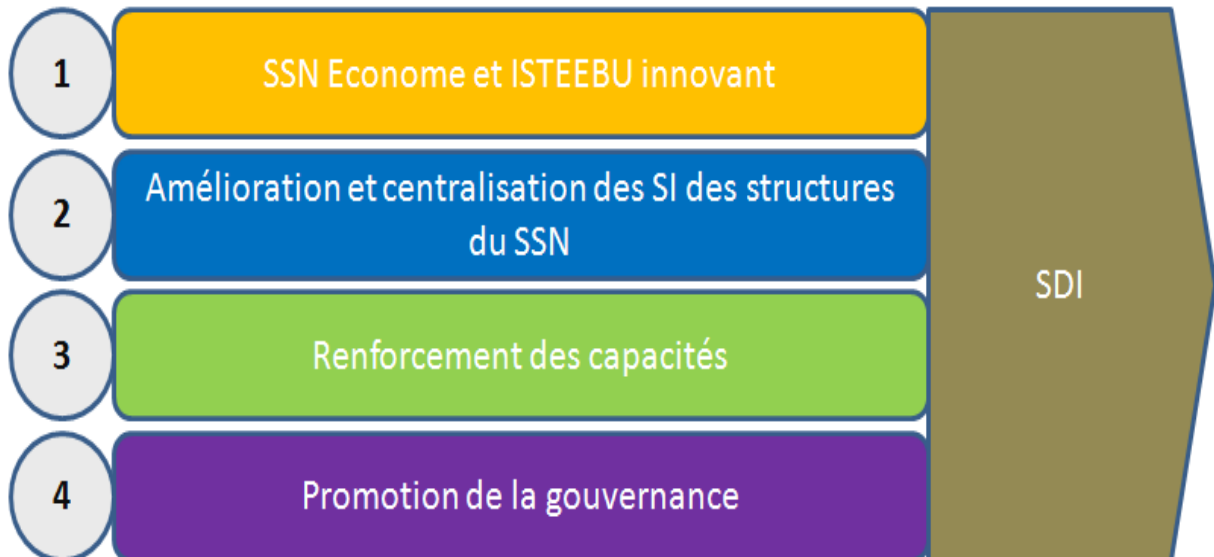 1
SSN Econome et ISTEEBU innovant
2
Amélioration et centralisation des SI des structures
du SSN
SDI
3
Renforcement des capacités
4
Promotion de la gouvernance